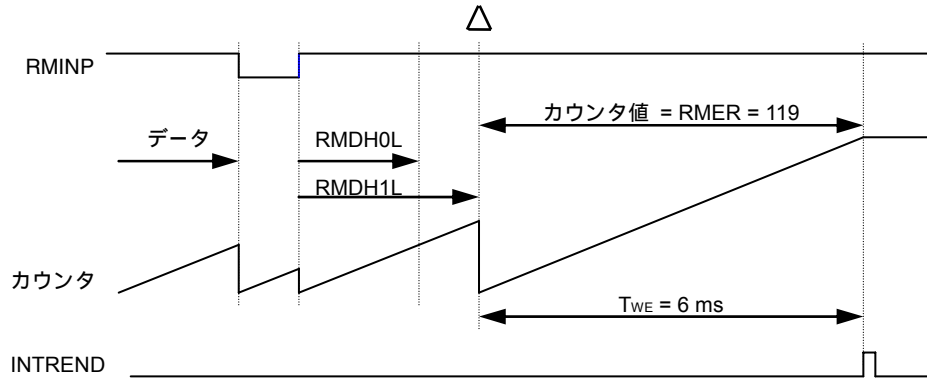 △
RMINP
カウンタ値 = RMER = 119
データ
RMDH0L
RMDH1L
カウンタ
TWE = 6 ms
INTREND